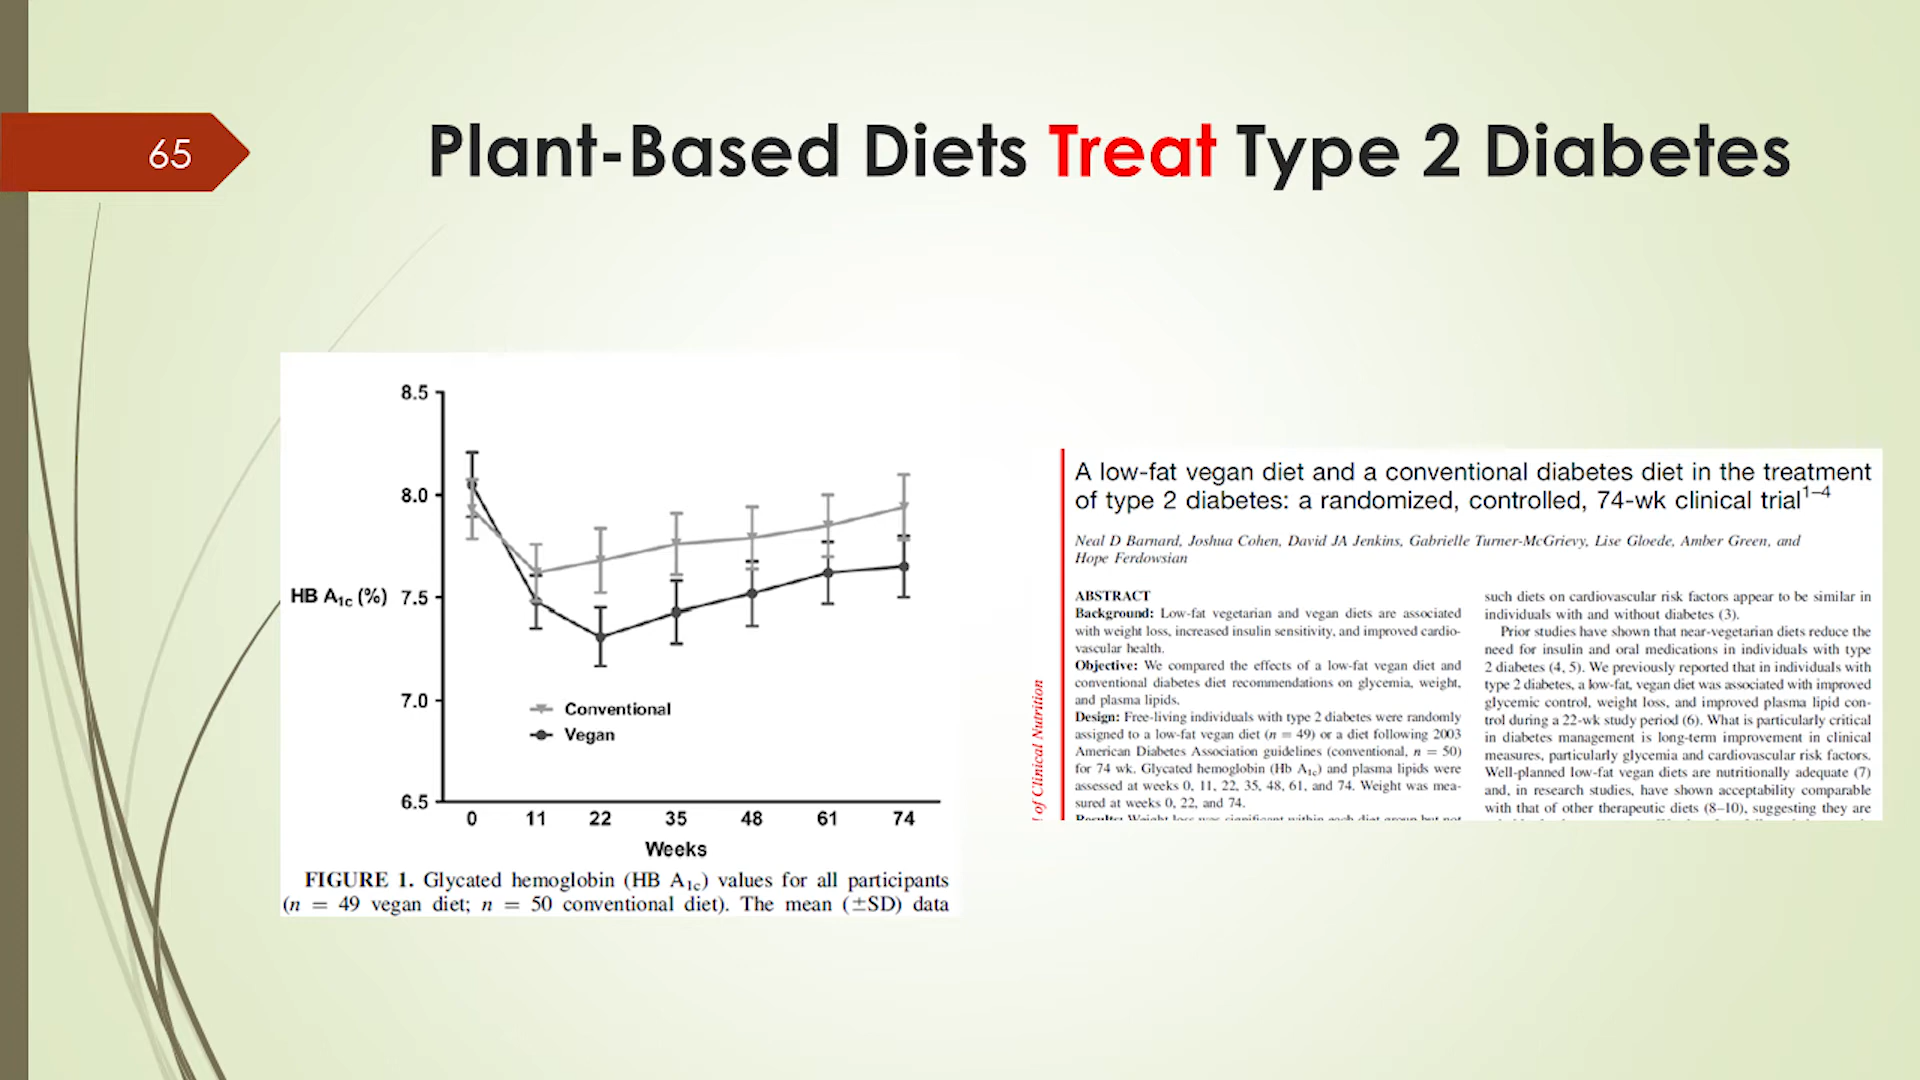 65
Plant-Based Diets Treat Type 2 Diabetes
8.5
8.0
HB A1c (%) 7.5
7.0
6.5
Conventional
Vegan
0 11 22 35 48 61 74
Weeks
FIGURE 1. Glycated hemoglobin (HB A1c) values for all participants
(n = 49 vegan diet; n = 50 conventional diet). The mean (±SD) data
A low-fat vegan diet and a conventional diabetes diet in the treatment
of type 2 diabetes: a randomized, controlled, 74-wk clinical trial1–4
Neal D Barnard, Joshua Cohen, David JA Jenkins, Gabrielle Turner-McGrievy, Lise Gloede, Amber Green, and
Hope Ferdowsian
of Clinical Nutrition
ABSTRACT
Background: Low-fat vegetarian and vegan diets are associated
with weight loss, increased insulin sensitivity, and improved cardio-
vascular health.
Objective: We compared the effects of a low-fat vegan diet and
conventional diabetes diet recommendations on glycemia, weight,
and plasma lipids.
Design: Free-living individuals with type 2 diabetes were randomly
assigned to a low-fat vegan diet (n = 49) or a diet following 2003
American Diabetes Association guidelines (conventional, n = 50)
for 74 wk. Glycated hemoglobin (Hb A1c) and plasma lipids were
assessed at weeks 0, 11, 22, 35, 48, 61, and 74. Weight was mea-
sured at weeks 0, 22, and 74.
Results: Weight loss was significant within each diet group but not
such diets on cardiovascular risk factors appear to be similar in
individuals with and without diabetes (3).
Prior studies have shown that near-vegetarian diets reduce the
need for insulin and oral medications in individuals with type
2 diabetes (4, 5). We previously reported that in individuals with
type 2 diabetes, a low-fat, vegan diet was associated with improved
glycemic control, weight loss, and improved plasma lipid con-
trol during a 22-wk study period (6). What is particularly critical
in diabetes management is long-term improvement in clinical
measures, particularly glycemia and cardiovascular risk factors.
Well-planned low-fat vegan diets are nutritionally adequate (7)
and, in research studies, have shown acceptability comparable
with that of other therapeutic diets (8–10), suggesting they are